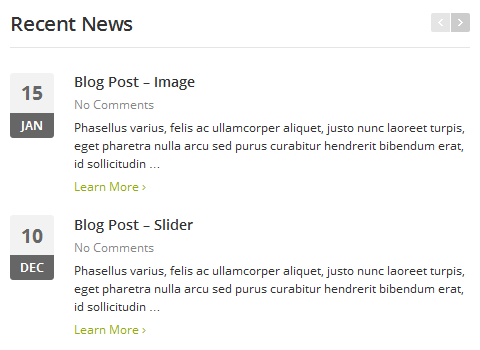 Recent News
15
JAN
Blog Post – Image
No Comments
Phasellus varius, felis ac ullamcorper aliquet, justo nunc laoreet turpis,
eget pharetra nulla arcu sed purus curabitur hendrerit bibendum erat,
id sollicitudin ...
Learn More ›
10
DEC
Blog Post – Slider
No Comments
Phasellus varius, felis ac ullamcorper aliquet, justo nunc laoreet turpis,
eget pharetra nulla arcu sed purus curabitur hendrerit bibendum erat,
id sollicitudin ...
Learn More ›